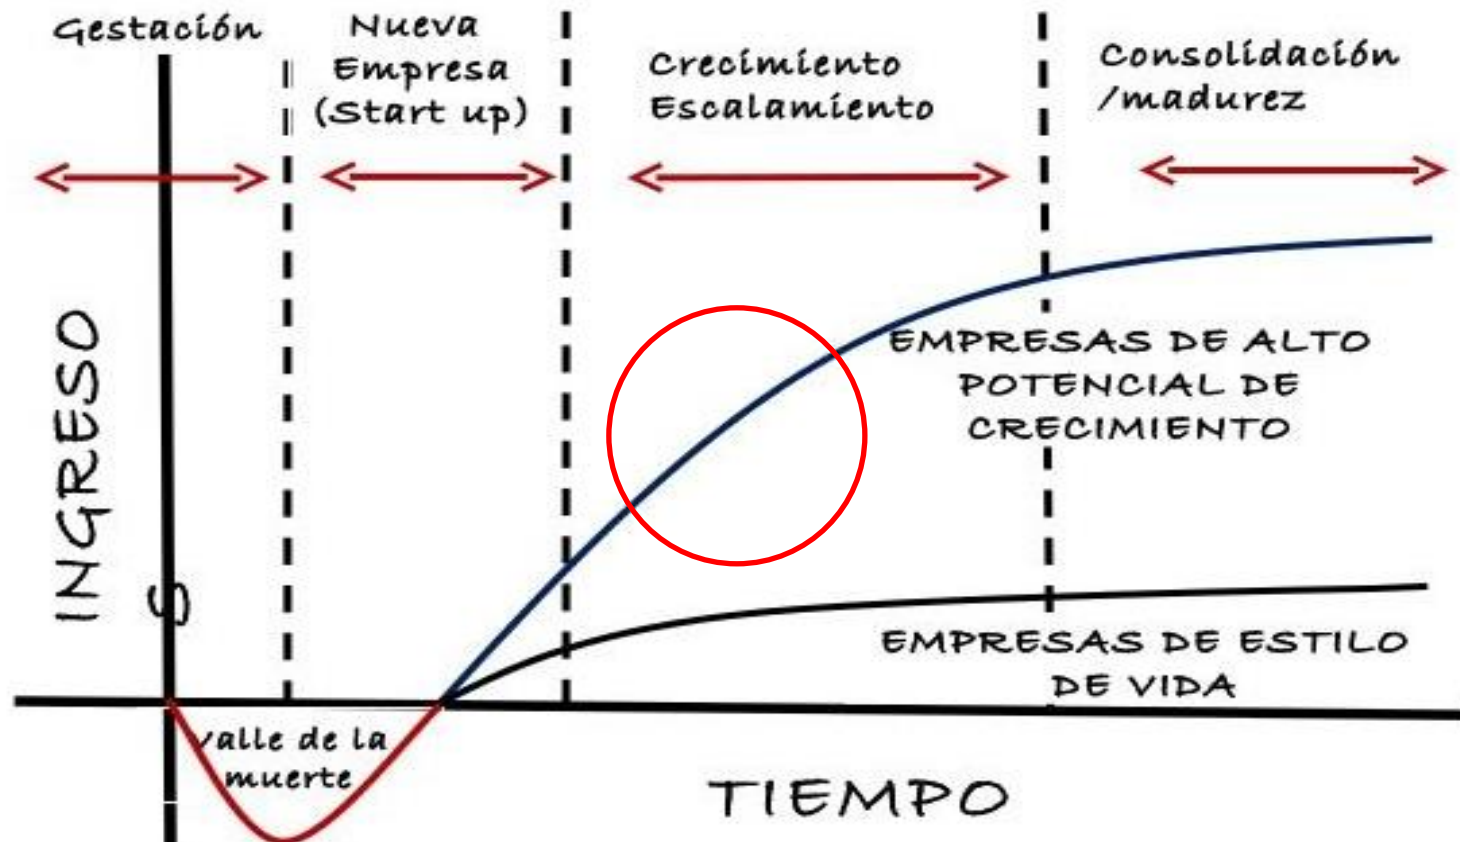 Gestación
Nueva
Empresa
(Start up)
Crecimiento
Escalamiento
Consolidación
/madurez
INGRESO
S
EMPRESAS DE ALTO
POTENCIAL DE
CRECIMIENTO
EMPRESAS DE ESTILO
DE VIDA
Valle de la
muerte
TIEMPO